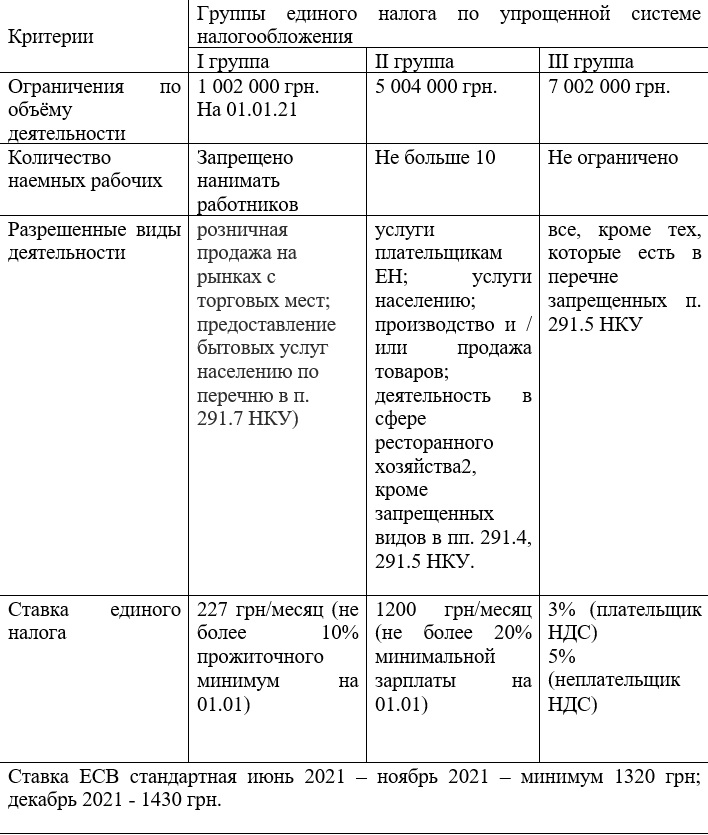 Критерии
Группы единого налога по упрощенной системе
налогообложения
I группа
II группа
III группа
Ограничения по
объёму
деятельности
1 002 000 грн.
На 01.01.21
5 004 000 грн.
7 002 000 грн.
Количество
наемных рабочих
Запрещено
нанимать
работников
Не больше 10
Не ограничено
Разрешенные виды
деятельности
розничная
продажа на
рынках с
торговых мест;
предоставление
бытовых услуг
населению по
перечню в п.
291.7 НКУ)
услуги
плательщикам
ЕН; услуги
населению;
производство и /
или продажа
товаров;
деятельность в
сфере
ресторанного
хозяйства2,
кроме
запрещенных
видов в пп. 291.4,
291.5 НКУ.
все, кроме тех,
которые есть в
перечне
запрещенных п.
291.5 НКУ
Ставка единого
налога
227 грн/месяц (не
более 10%
прожиточного
минимум на
01.01)
1200 грн/месяц
(не более 20%
минимальной
зарплаты на
01.01)
3% (плательщик
НДС)
5%
(неплательщик
НДС)
Ставка ЕСВ стандартная июнь 2021 – ноябрь 2021 – минимум 1320 грн;
декабрь 2021 - 1430 грн.